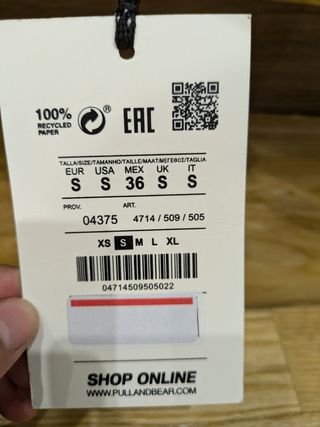 100%
RECYCLED
PAPER
EAC
TALLA/SIZE/TAMANHO/TAILLE/MAAT/ΜΕΓΕΘΟΣ/TAGLIA
EUR USA MEX UK IT
S S 36 S S
PROV. ART.
04375 4714 / 509 / 505
XS S M L XL
04714509505022
SHOP ONLINE
WWW.PULLANDBEAR.COM